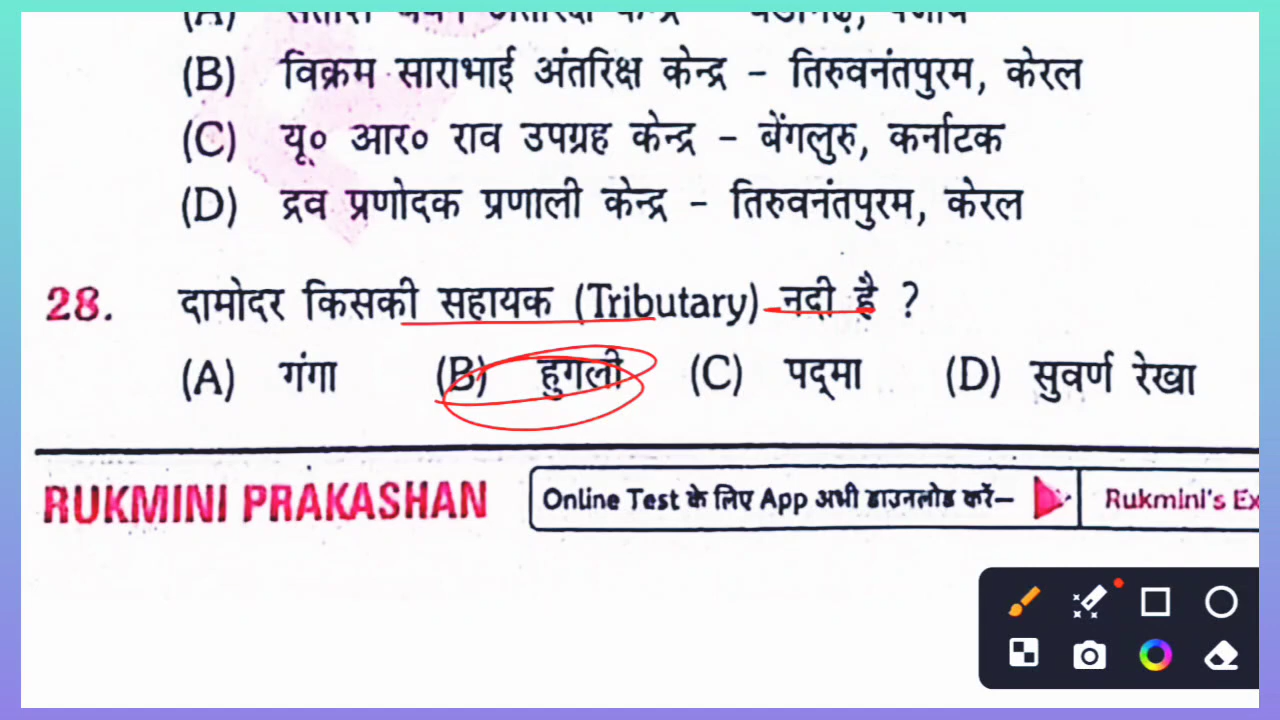 (B) विक्रम साराभाई अंतरिक्ष केन्द्र – तिरुवनंतपुरम, केरल
(C) यू० आर० राव उपग्रह केन्द्र – बेंगलुरु, कर्नाटक
(D) द्रव प्रणोदक प्रणाली केन्द्र – तिरुवनंतपुरम, केरल
28. दामोदर किसकी सहायक (Tributary) नदी है ?
(A) गंगा (B) हुगली (C) पद्मा (D) सुवर्ण रेखा
RUKMINI PRAKASHAN Online Test के लिए App अभी डाउनलोड करें– Rukmini's Ex